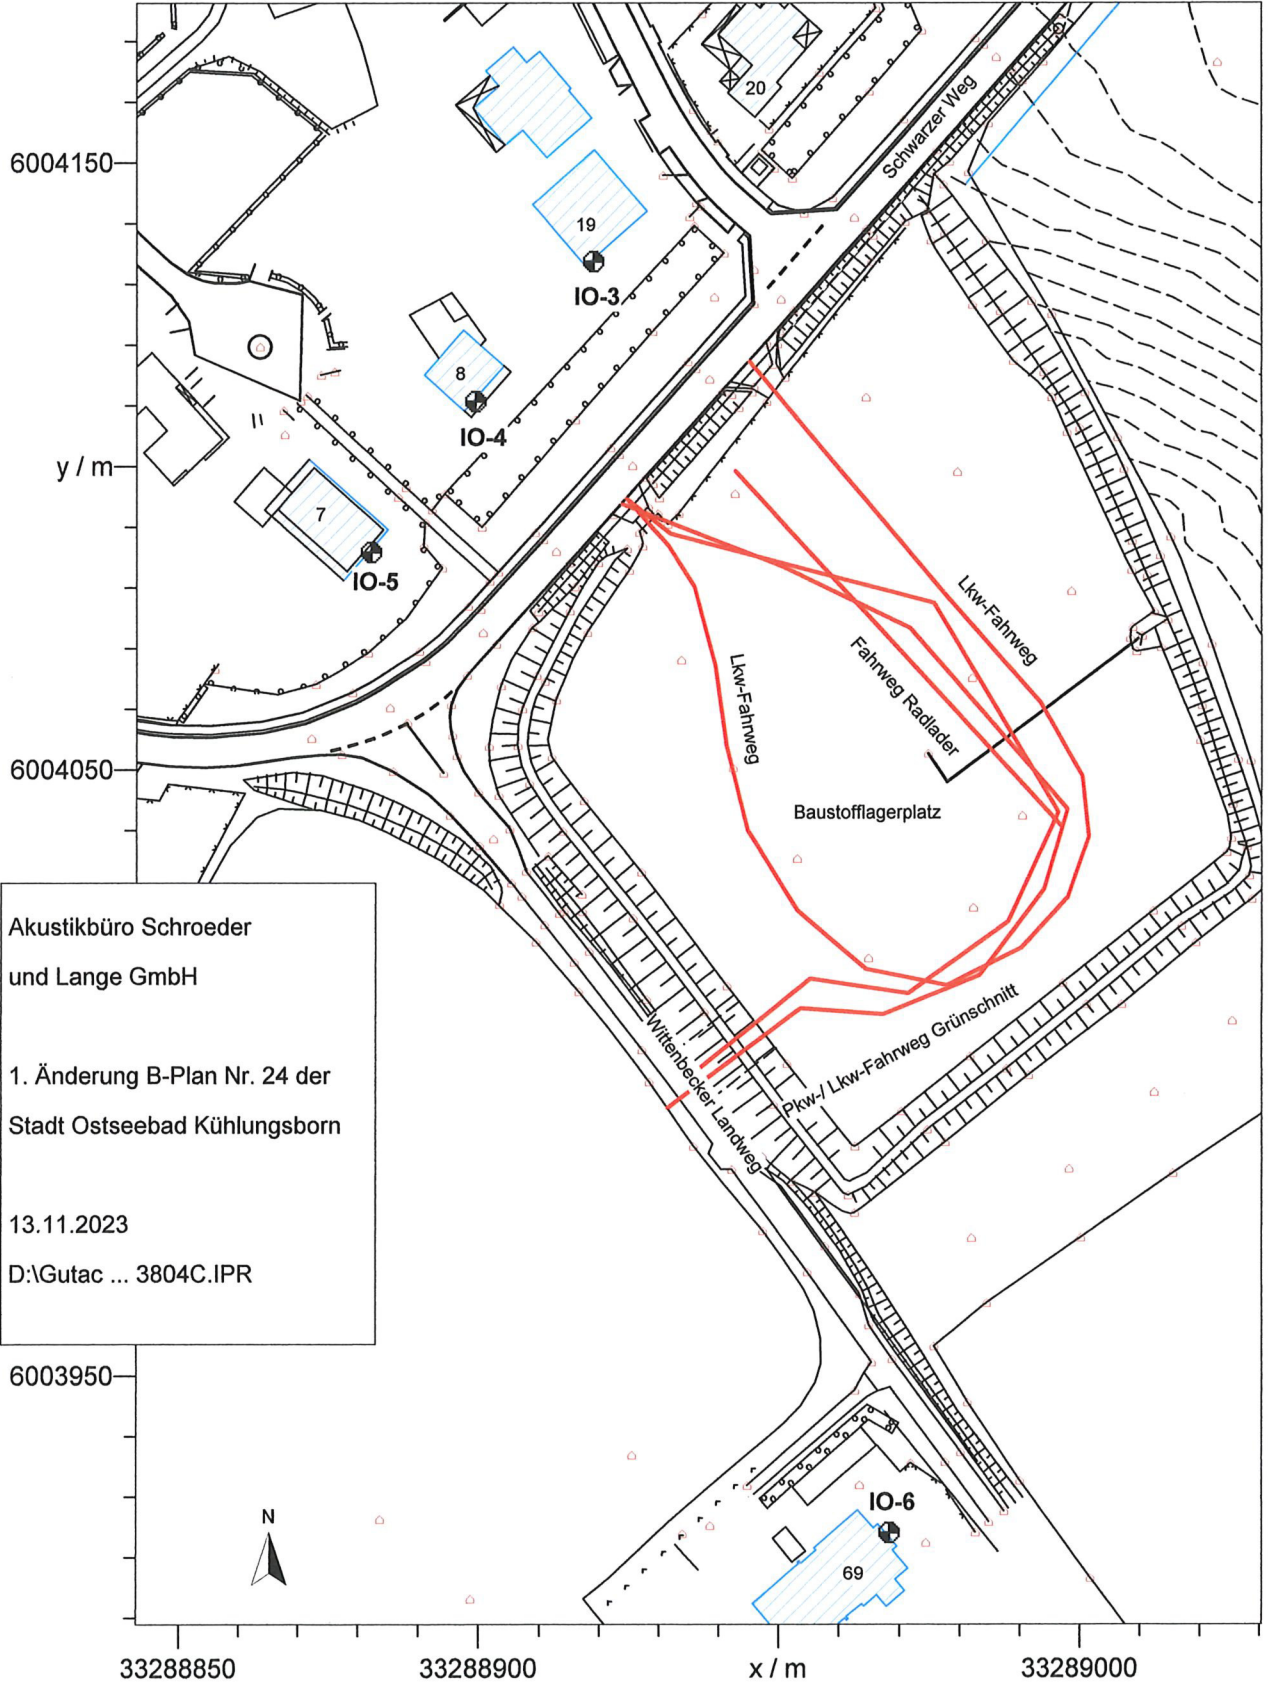 20
Schwarzer Weg
6004150
19
IO-3
8
IO-4
y / m
7
IO-5
Lkw-Fahrweg
Fahrweg Radlader
Lkw-Fahrweg
6004050
Baustofflagerplatz
Akustikbüro Schroeder
und Lange GmbH
1. Änderung B-Plan Nr. 24 der
Stadt Ostseebad Kühlungsborn
13.11.2023
D:\Gutac ... 3804C.IPR
Wittenbecker Landweg
Pkw-/ Lkw-Fahrweg Grünschnitt
6003950
N
IO-6
69
33288850
33288900
x / m
33289000